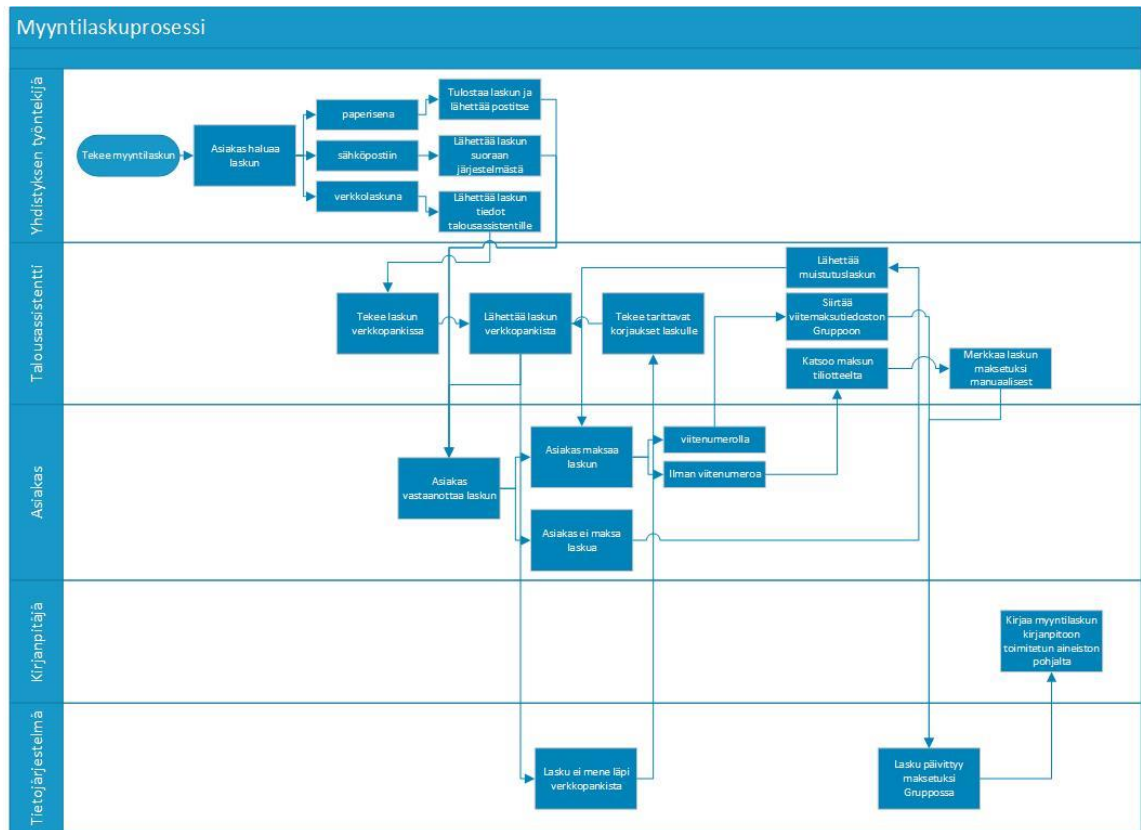 Myyntilaskuprosessi
Yhdistyksen työntekijä
Tekee myyntilaskun
Asiakas haluaa
laskun
paperisena
sähköpostiin
verkkolaskuna
Tulostaa laskun ja
lähettää postitse
Lähettää laskun
suoraan
järjestelmästä
Lähettää laskun
tiedot
talousassistentille
Talousassistentti
Tekee laskun
verkkopankissa
Lähettää laskun
verkkopankista
Tekee tarittavat
korjaukset laskulle
Lähettää
muistutuslaskun
Siirtää
viitemaksutiedoston
Gruppoon
Katsoo maksun
tiliotteelta
Merkkaa laskun
maksetuksi
manuaalisest
Asiakas
Asiakas
vastaanottaa laskun
Asiakas maksaa
laskun
viitenumerolla
Ilman viitenumeroa
Asiakas ei maksa
laskua
Kirjanpitäjä
Kirjaa myyntilaskun
kirjanpitoon
toimitetun aineiston
pohjalta
Tietojärjestelmä
Lasku ei mene läpi
verkkopankista
Lasku päivittyy
maksetuksi
Gruppossa